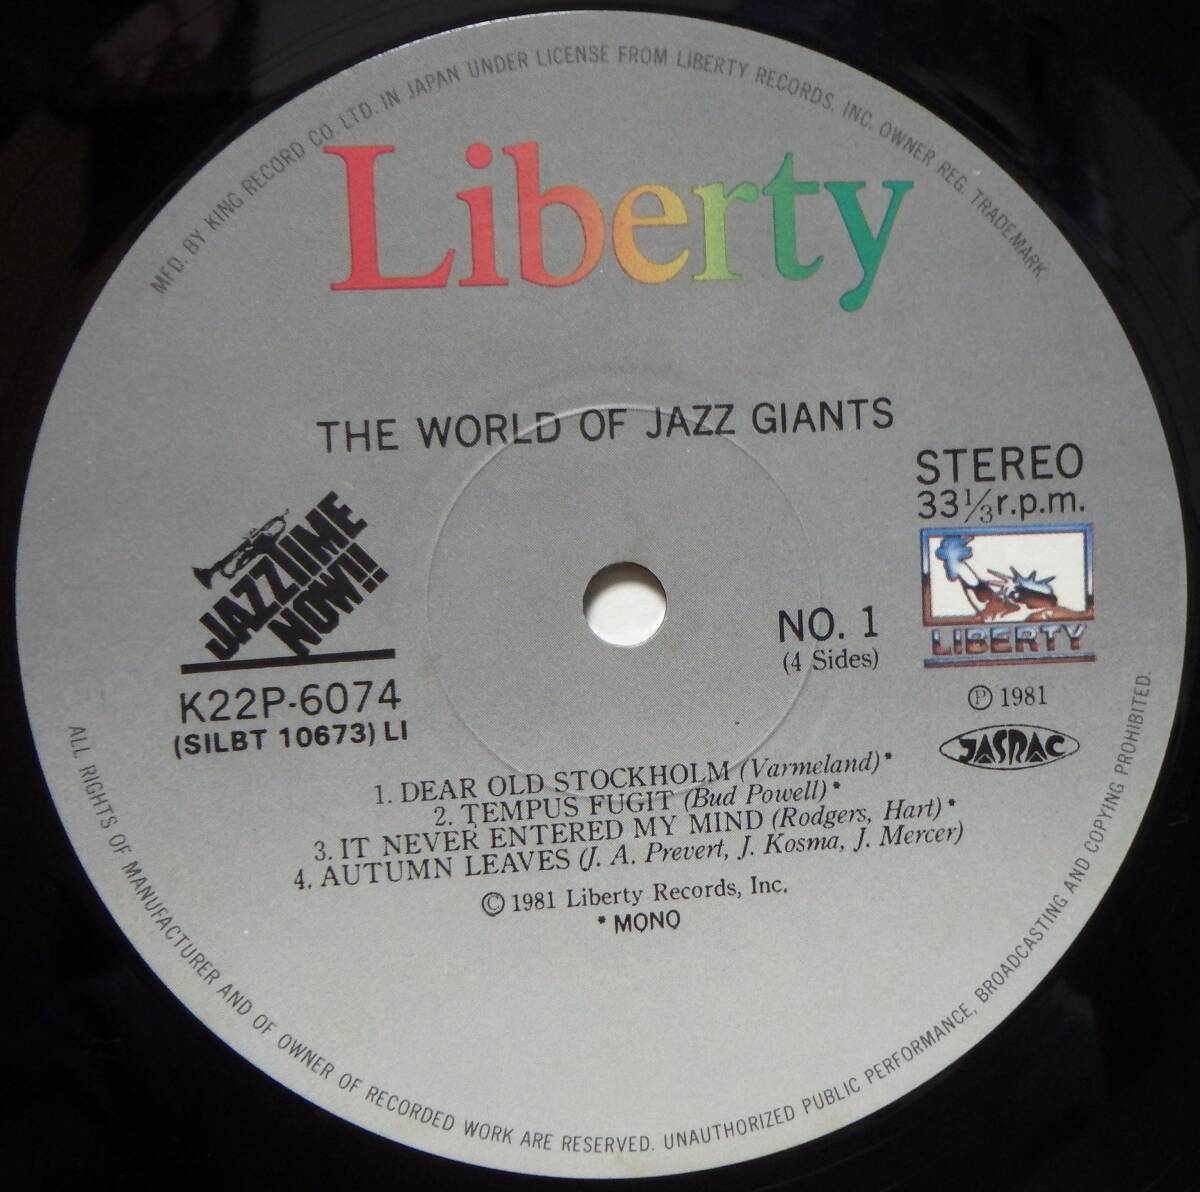 MFD. BY KING RECORD CO. LTD. IN JAPAN UNDER LICENSE FROM LIBERTY RECORDS, INC. OWNER REG. TRADEMARK.
Liberty
THE WORLD OF JAZZ GIANTS
STEREO
33 1/3 r.p.m.
JAZZTIME
NOW!!
LIBERTY
NO. 1
(4 Sides)
K22P-6074
(SILBT 10673) LI
Ⓟ 1981
JASRAC
1. DEAR OLD STOCKHOLM (Varmeland)*
2. TEMPUS FUGIT (Bud Powell)*
3. IT NEVER ENTERED MY MIND (Rodgers, Hart)*
4. AUTUMN LEAVES (J. A. Prevert, J. Kosma, J. Mercer)
© 1981 Liberty Records, Inc.
* MONO
ALL RIGHTS OF MANUFACTURER AND OF OWNER OF RECORDED WORK ARE RESERVED. UNAUTHORIZED PUBLIC PERFORMANCE, BROADCASTING AND COPYING PROHIBITED.